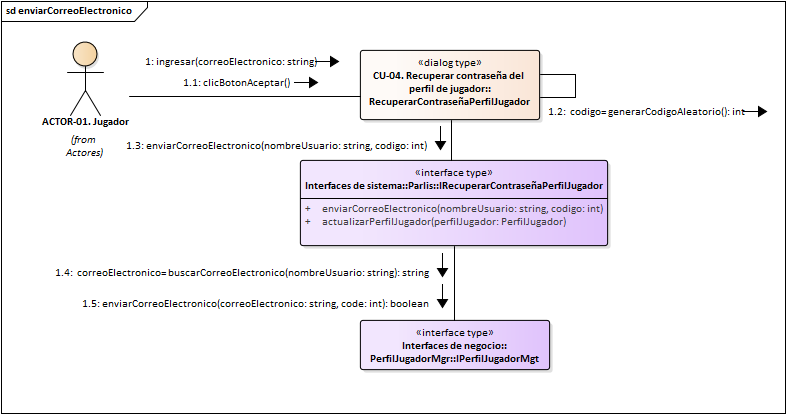 sd enviarCorreoElectronico
1: ingresar(correoElectronico: string)
1.1: clicBotonAceptar()
«dialog type»
CU-04. Recuperar contraseña del
perfil de jugador::
RecuperarContraseñaPerfilJugador
ACTOR-01. Jugador
(from
Actores)
1.2: codigo= generarCodigoAleatorio(): int
1.3: enviarCorreoElectronico(nombreUsuario: string, codigo: int)
«interface type»
Interfaces de sistema::Parlis::IRecuperarContraseñaPerfilJugador
+ enviarCorreoElectronico(nombreUsuario: string, codigo: int)
+ actualizarPerfilJugador(perfilJugador: PerfilJugador)
1.4: correoElectronico= buscarCorreoElectronico(nombreUsuario: string): string
1.5: enviarCorreoElectronico(correoElectronico: string, code: int): boolean
«interface type»
Interfaces de negocio::
PerfilJugadorMgr::IPerfilJugadorMgt